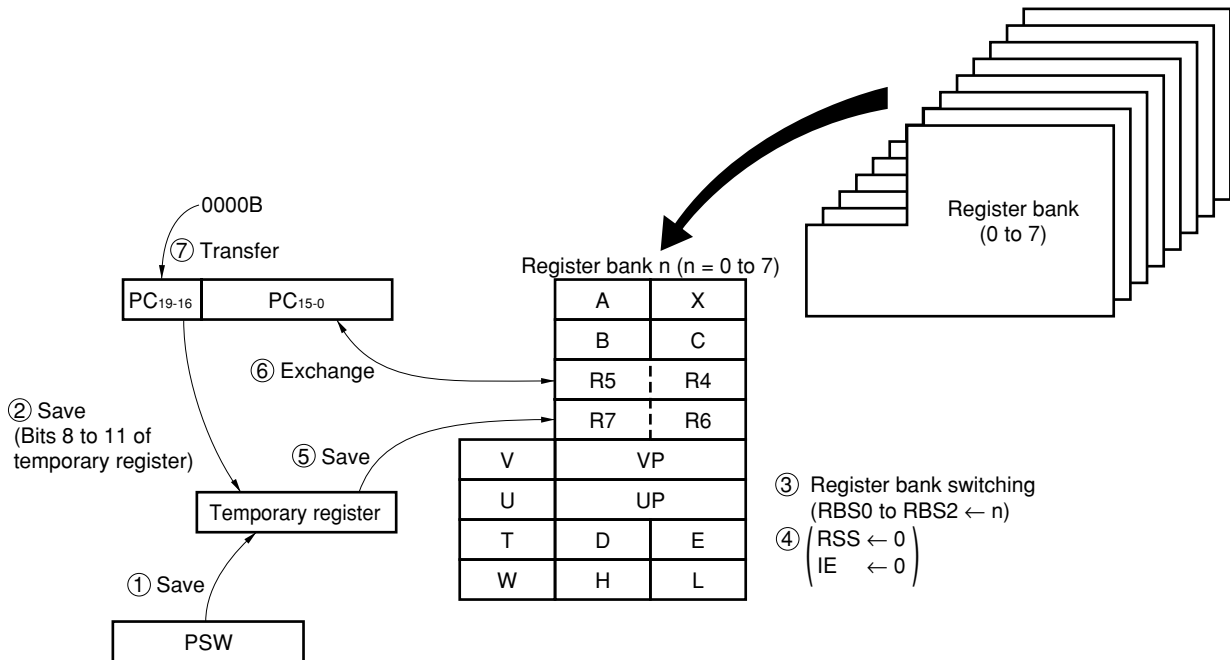 Register bank
(0 to 7)
0000B
⑦ Transfer
Register bank n (n = 0 to 7)
PC19-16 PC15-0
A X
B C
⑥ Exchange
R5 R4
R7 R6
② Save
(Bits 8 to 11 of
temporary register)
⑤ Save
V VP
U UP
T D E
W H L
Temporary register
③ Register bank switching
(RBS0 to RBS2 ← n)
④ ( RSS ← 0
IE ← 0 )
① Save
PSW